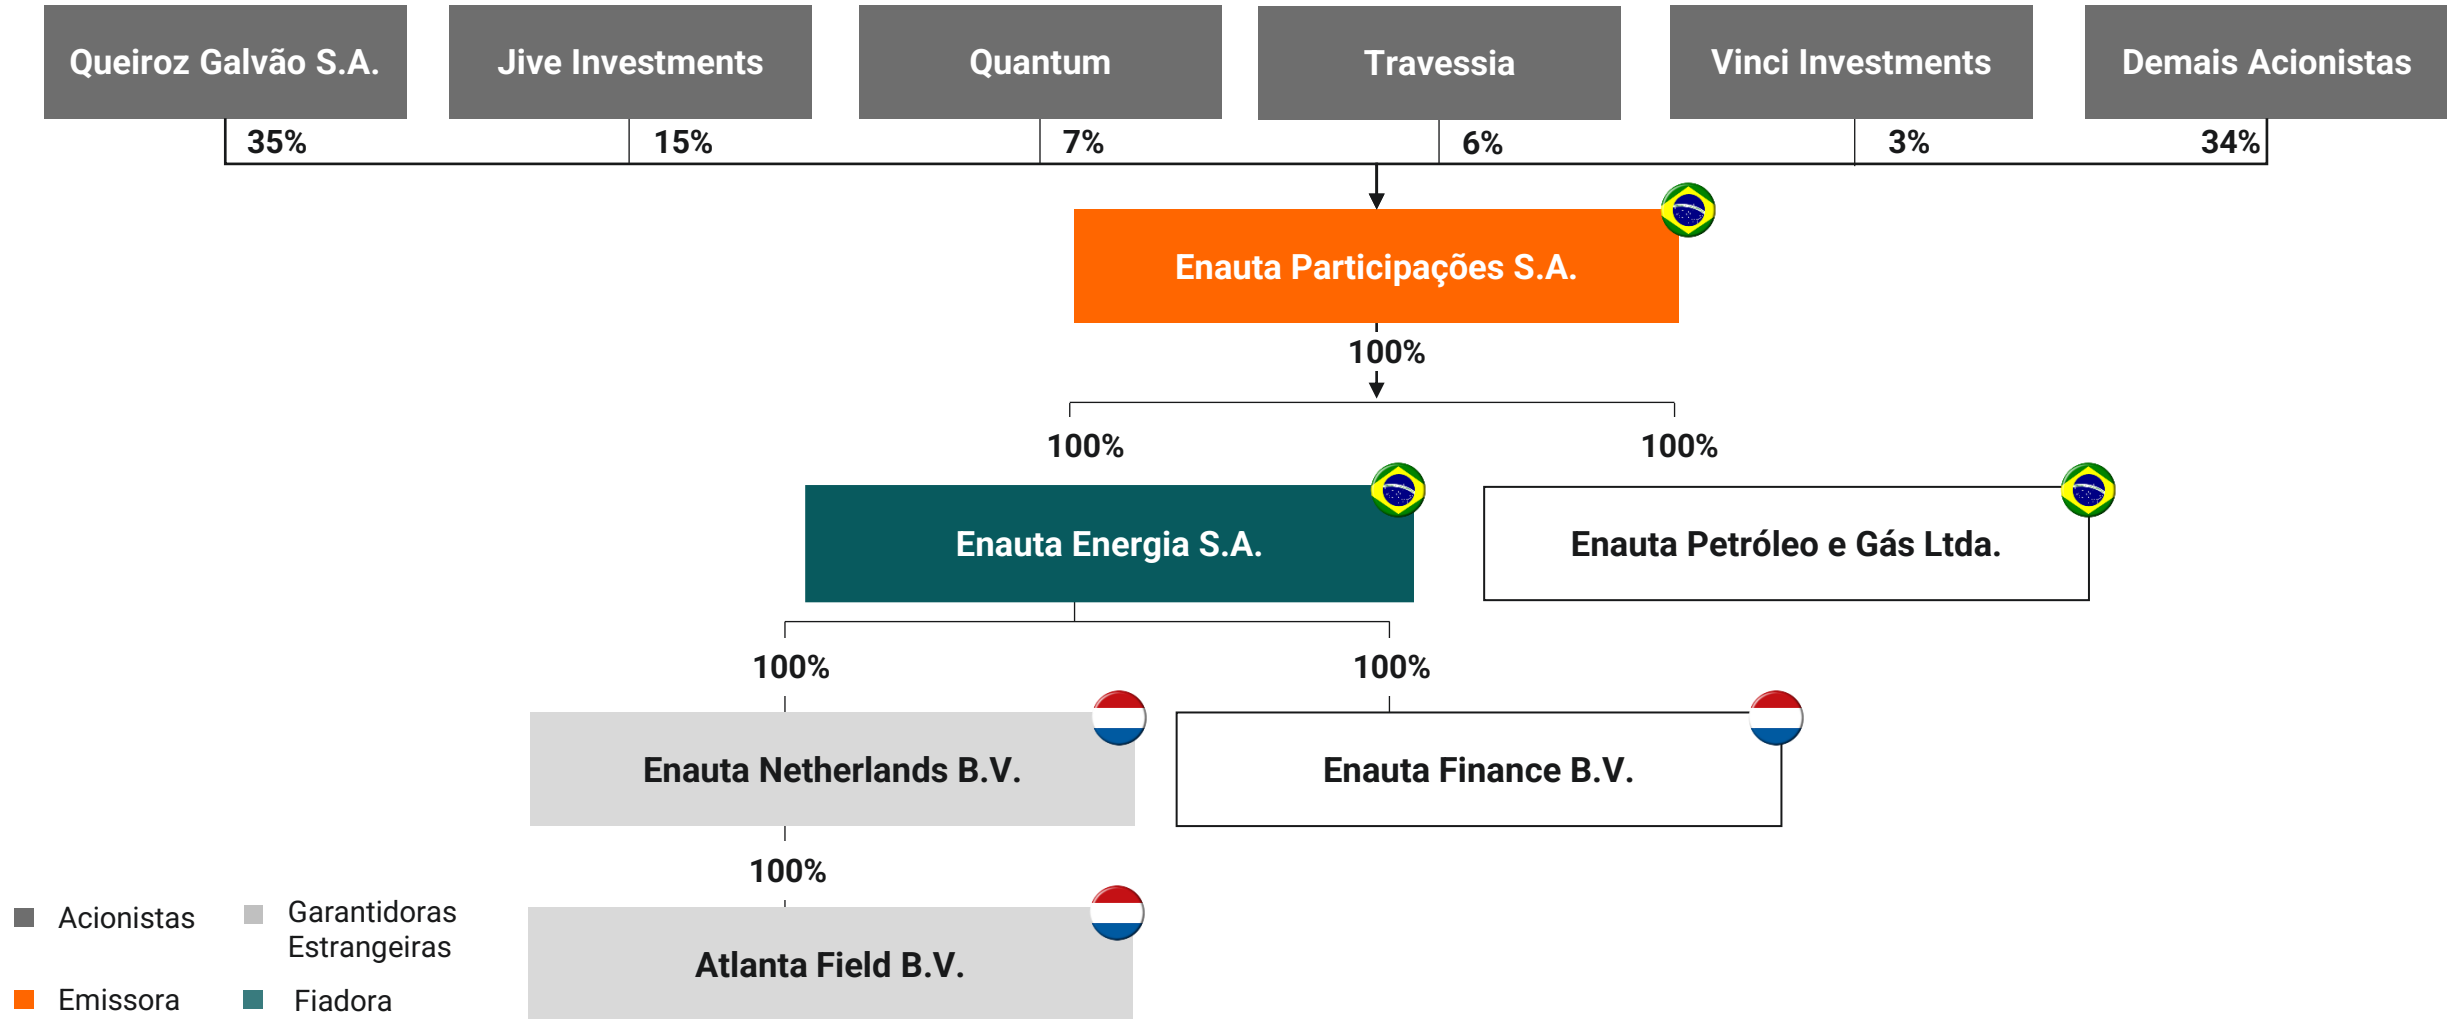 Queiroz Galvão S.A.
Jive Investments
Quantum
Travessia
Vinci Investments
Demais Acionistas
35%
15%
7%
6%
3%
34%
Enauta Participações S.A.
100%
100%
100%
Enauta Energia S.A.
Enauta Petróleo e Gás Ltda.
100%
100%
Enauta Netherlands B.V.
Enauta Finance B.V.
100%
Atlanta Field B.V.
Acionistas
Garantidoras
Estrangeiras
Emissora
Fiadora